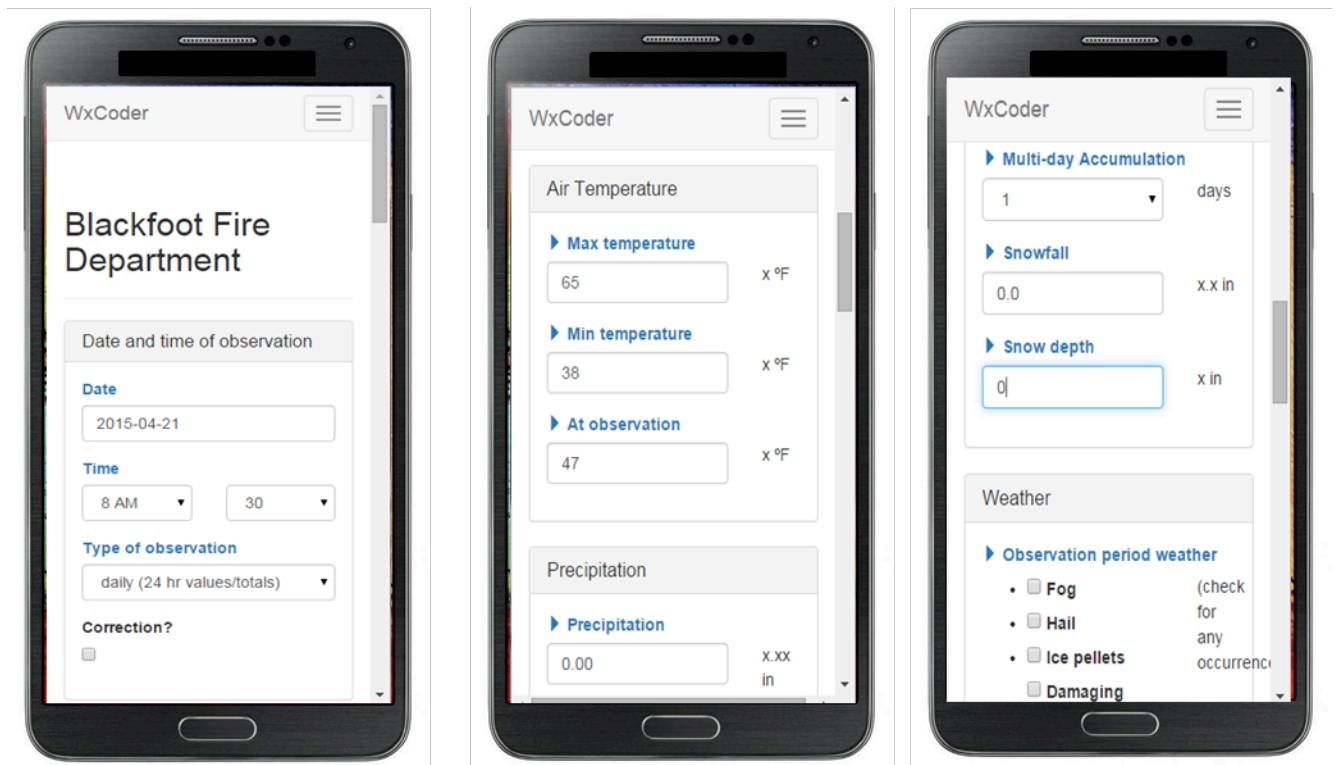 WxCoder
Blackfoot Fire
Department
Date and time of observation
Date
2015-04-21
Time
8 AM 30
Type of observation
daily (24 hr values/totals)
Correction?
WxCoder
Air Temperature
Max temperature
65 x ºF
Min temperature
38 x ºF
At observation
47 x ºF
Precipitation
Precipitation
0.00 x.xx
in
WxCoder
Multi-day Accumulation
1 days
Snowfall
0.0 x.x in
Snow depth
0 x in
Weather
Observation period weather
Fog (check
Hail for
any
Ice pellets occurrenc
Damaging